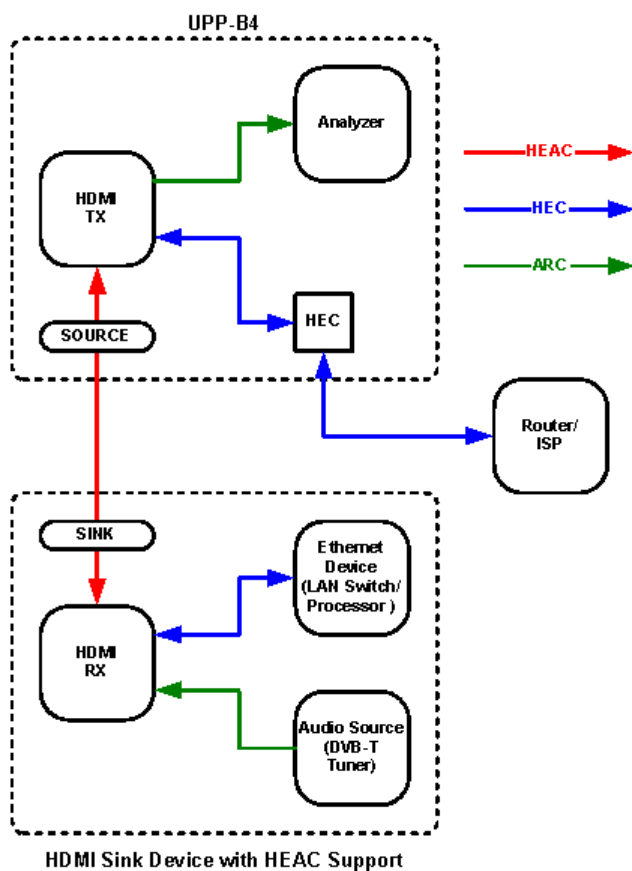 UPP-B4
Analyzer
HDMI
TX
HEAC
HEC
ARC
SOURCE
HEC
Router/
ISP
SINK
Ethernet
Device
(LAN Switch/
Processor )
HDMI
RX
Audio Source
(DVB-T
Tuner)
HDMI Sink Device with HEAC Support